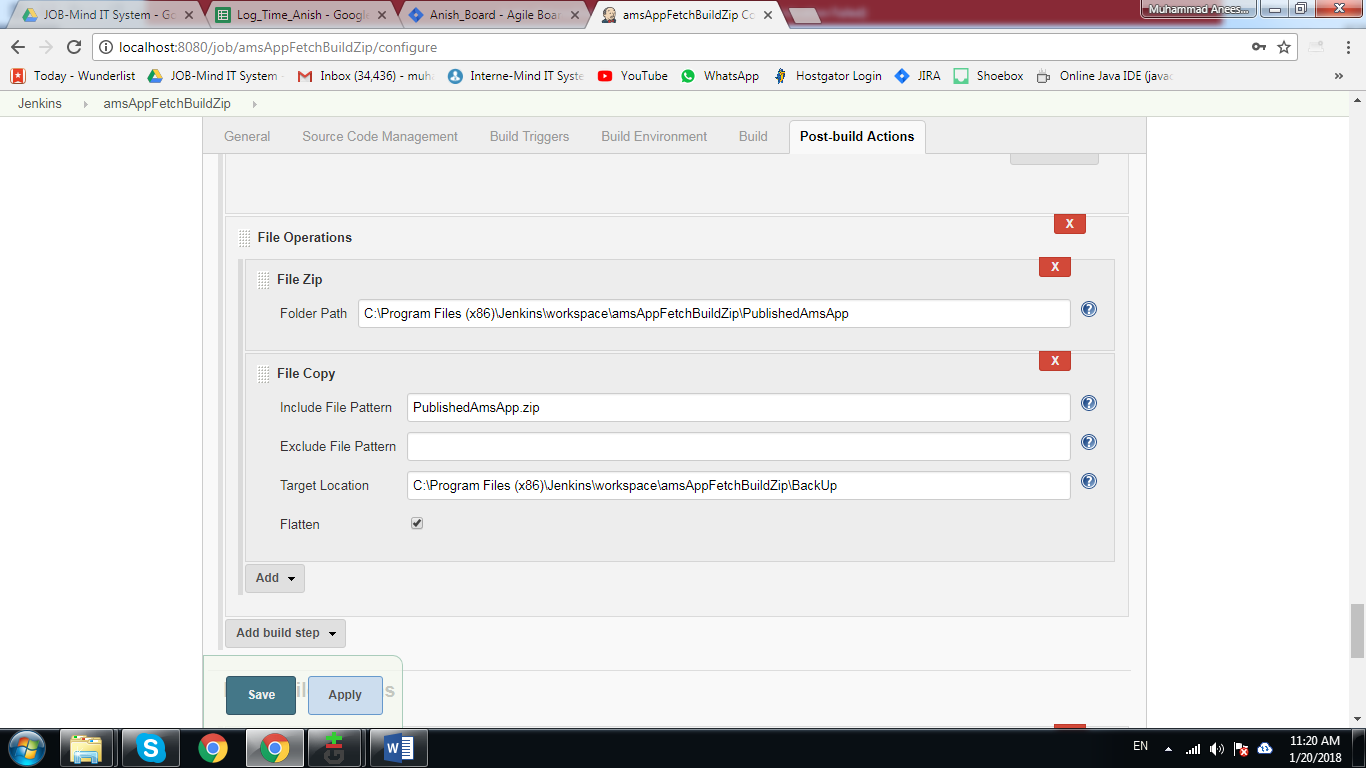 JOB-Mind IT System - Go
Log_Time_Anish - Google
Anish_Board - Agile Boar
amsAppFetchBuildZip Co
Muhammad Anees...
localhost:8080/job/amsAppFetchBuildZip/configure
Today - Wunderlist
JOB-Mind IT System
Inbox (34,436) - muh
Interne-Mind IT Syste
YouTube
WhatsApp
Hostgator Login
JIRA
Shoebox
Online Java IDE (javac
»
Jenkins
amsAppFetchBuildZip
General
Source Code Management
Build Triggers
Build Environment
Build
Post-build Actions
X
File Operations
X
File Zip
Folder Path
C:\Program Files (x86)\Jenkins\workspace\amsAppFetchBuildZip\PublishedAmsApp
X
File Copy
Include File Pattern
PublishedAmsApp.zip
Exclude File Pattern
Target Location
C:\Program Files (x86)\Jenkins\workspace\amsAppFetchBuildZip\BackUp
Flatten
Add
Add build step
Save
Apply
EN
11:20 AM
1/20/2018